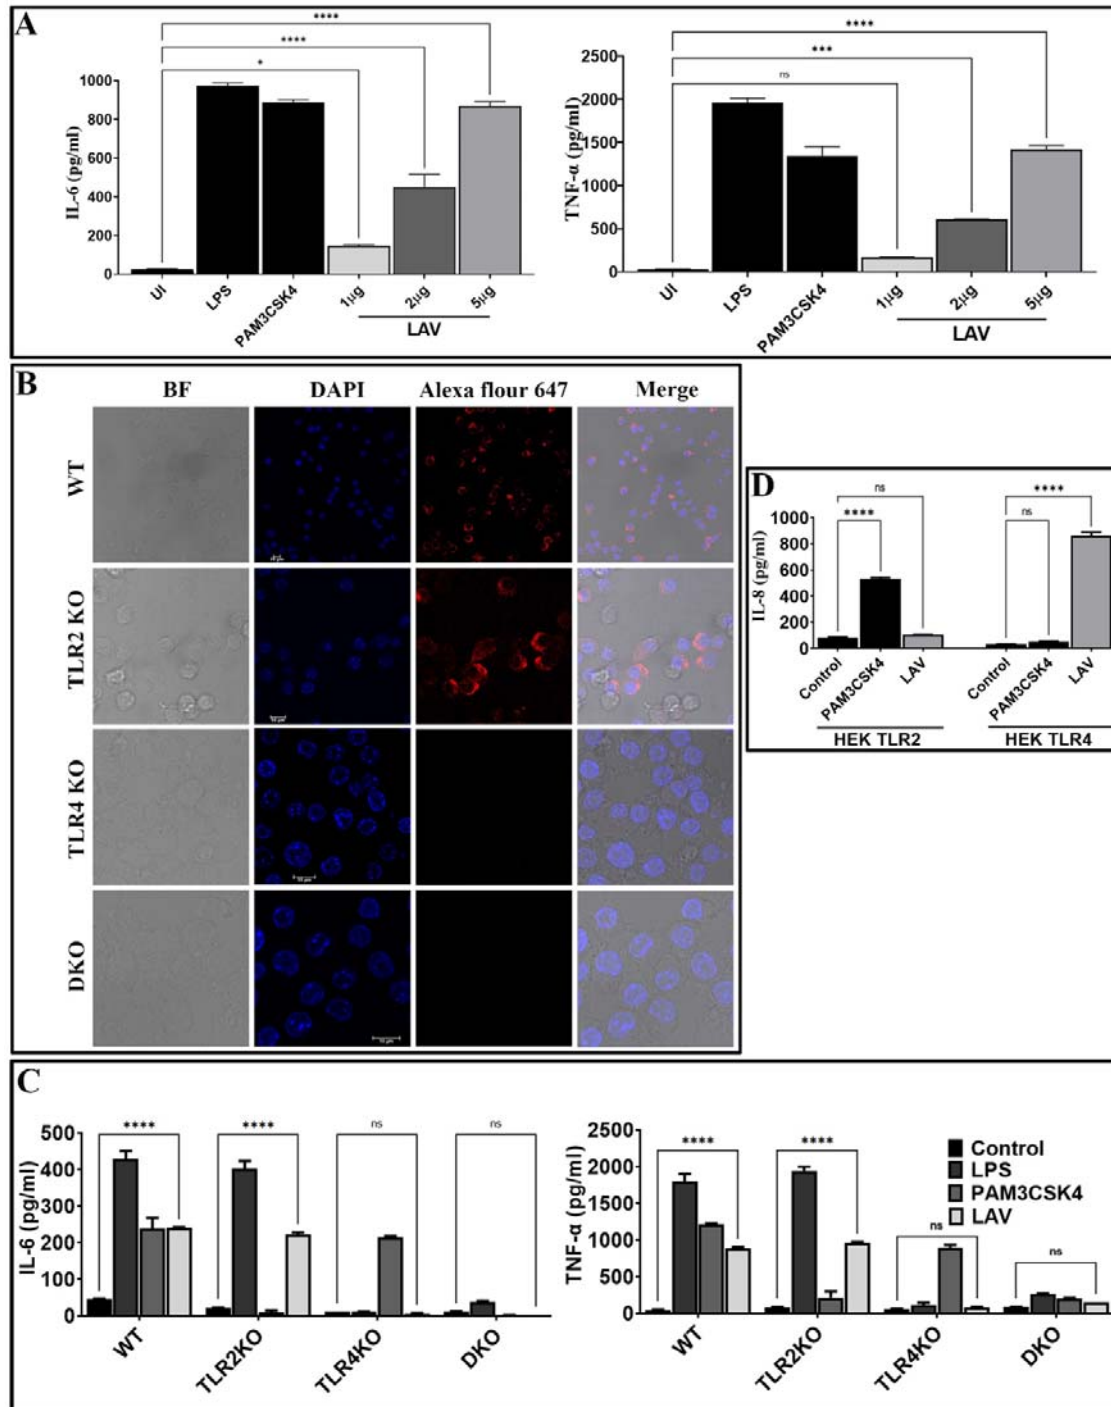 A
****
****
*
IL-6 (pg/ml)
1000
800
600
400
200
0
UI
LPS
PAM3CSK4
1µg
2µg
5µg
LAV
****
***
ns
TNF-α (pg/ml)
2500
2000
1500
1000
500
0
UI
LPS
PAM3CSK4
1µg
2µg
5µg
LAV
B
BF DAPI Alexa flour 647 Merge
WT
TLR2 KO
TLR4 KO
DKO
D
ns ****
**** ns
IL-8 (pg/ml)
1000
800
600
400
200
0
Control PAM3CSK4 LAV Control PAM3CSK4 LAV
HEK TLR2 HEK TLR4
C
**** **** ns ns
IL-6 (pg/ml)
500
400
300
200
100
0
WT TLR2KO TLR4KO DKO
**** **** ns ns
TNF-α (pg/ml)
2500
2000
1500
1000
500
0
WT TLR2KO TLR4KO DKO
Control
LPS
PAM3CSK4
LAV